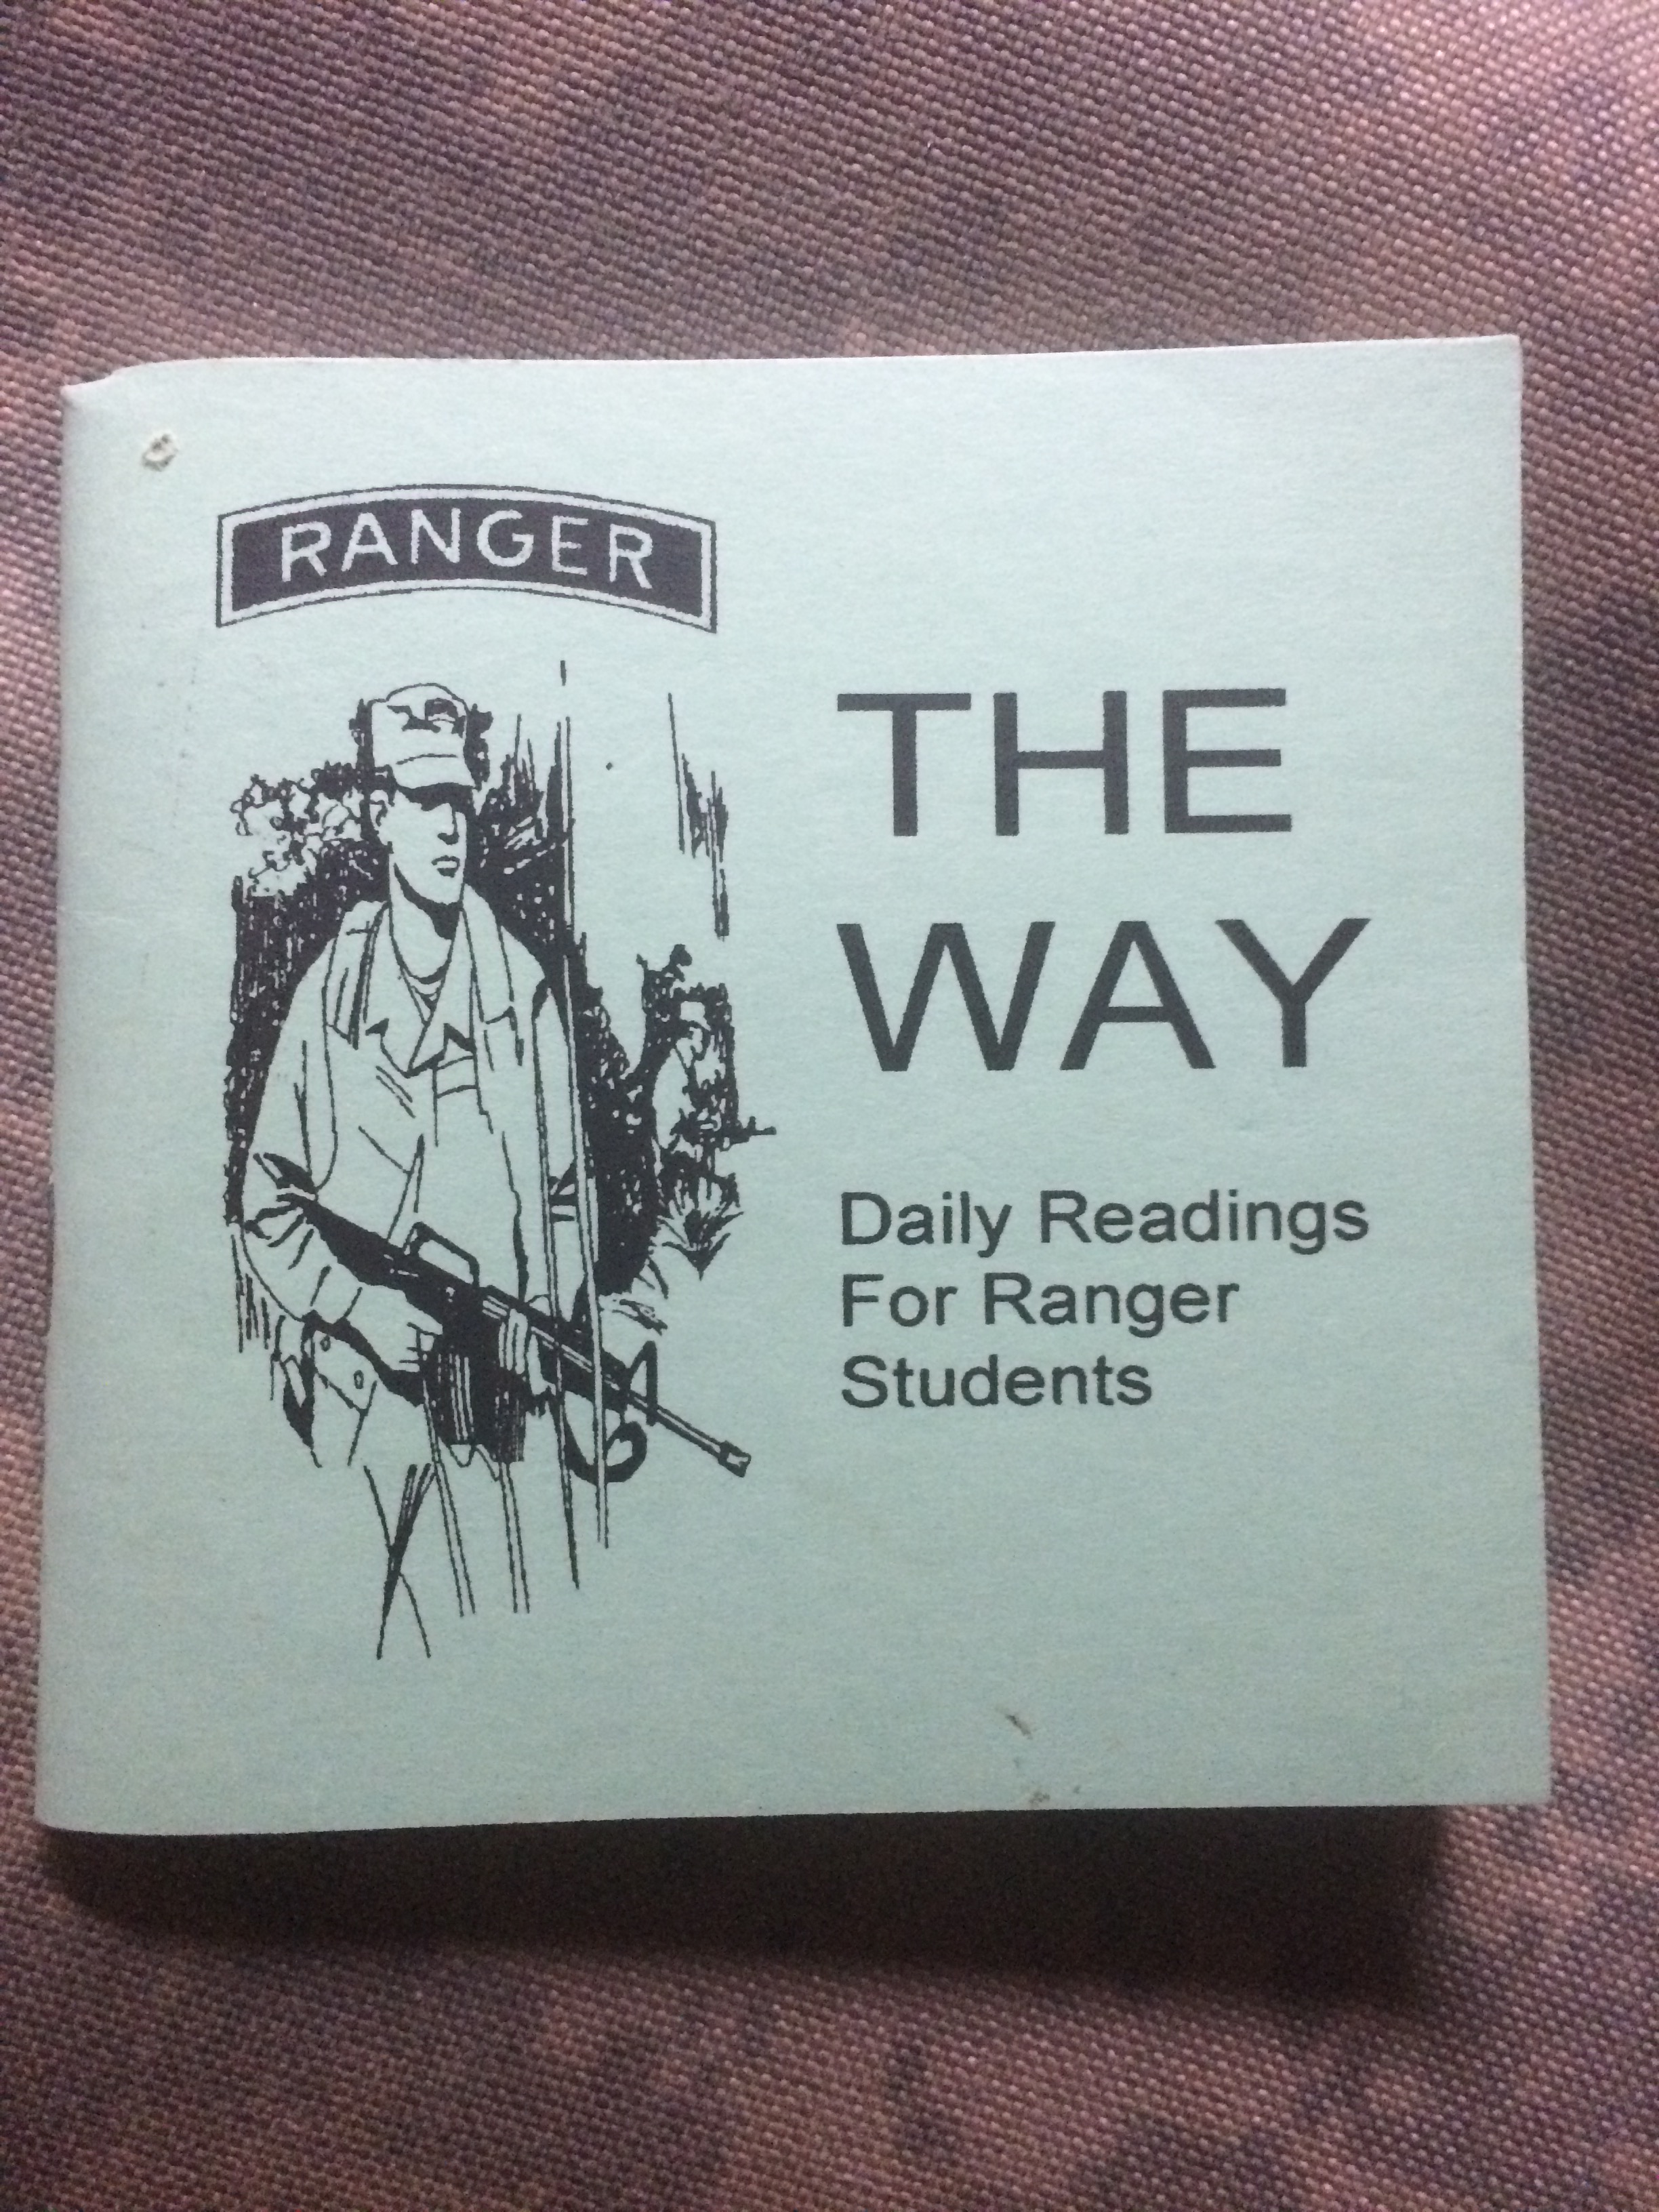 RANGER
THE
WAY
Daily Readings
For Ranger
Students